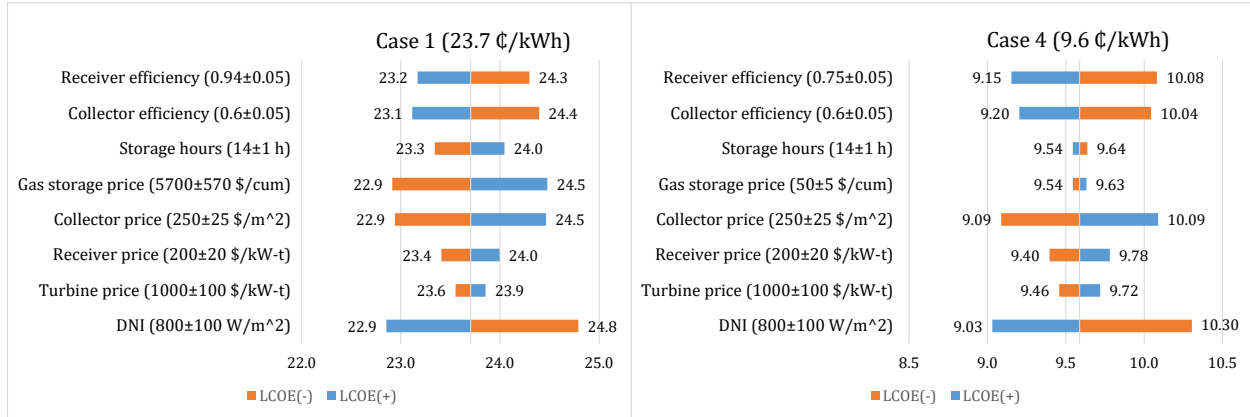 Case 1 (23.7 ₵/kWh)
Receiver efficiency (0.94±0.05)
23.2
24.3
Collector efficiency (0.6±0.05)
23.1
24.4
Storage hours (14±1 h)
23.3
24.0
Gas storage price (5700±570 $/cum)
22.9
24.5
Collector price (250±25 $/m^2)
22.9
24.5
Receiver price (200±20 $/kW-t)
23.4
24.0
Turbine price (1000±100 $/kW-t)
23.6
23.9
DNI (800±100 W/m^2)
22.9
24.8
22.0
23.0
24.0
25.0
LCOE(-)
LCOE(+)
Case 4 (9.6 ₵/kWh)
Receiver efficiency (0.75±0.05)
9.15
10.08
Collector efficiency (0.6±0.05)
9.20
10.04
Storage hours (14±1 h)
9.54
9.64
Gas storage price (50±5 $/cum)
9.54
9.63
Collector price (250±25 $/m^2)
9.09
10.09
Receiver price (200±20 $/kW-t)
9.40
9.78
Turbine price (1000±100 $/kW-t)
9.46
9.72
DNI (800±100 W/m^2)
9.03
10.30
8.5
9.0
9.5
10.0
10.5
LCOE(-)
LCOE(+)